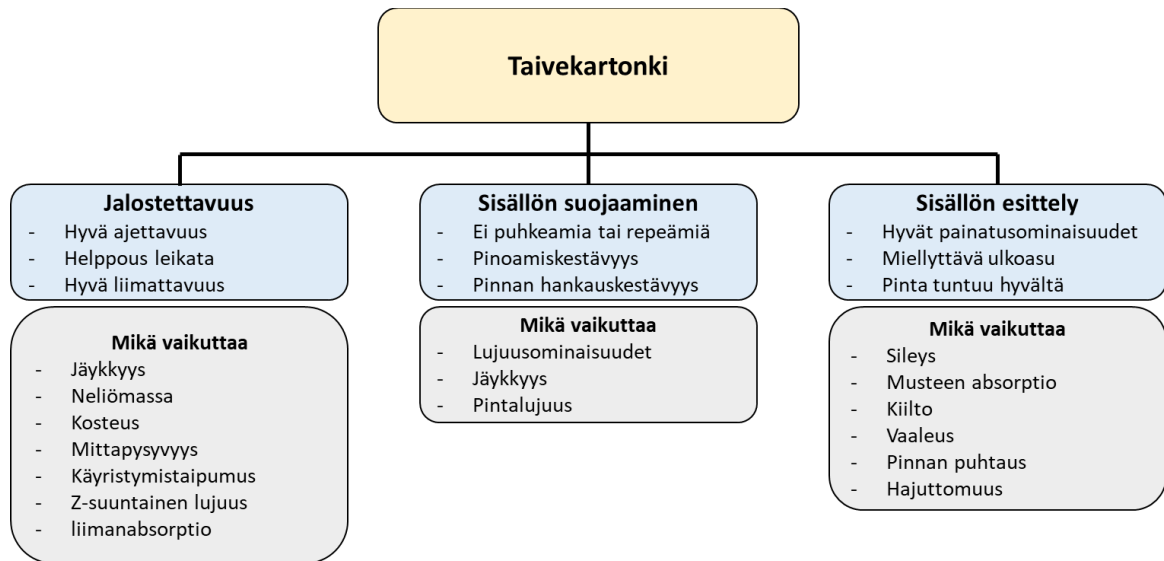 Taivekartonki
Jalostettavuus
- Hyvä ajettavuus
- Helppous leikata
- Hyvä liimattavuus
Mikä vaikuttaa
- Jäykkyys
- Neliömassa
- Kosteus
- Mittapysyvyys
- Käyristymistaipumus
- Z-suuntainen lujuus
- liimanabsorptio
Sisällön suojaaminen
- Ei puhkeamia tai repeämiä
- Pinoamiskestävyys
- Pinnan hankauskestävyys
Mikä vaikuttaa
- Lujuusominaisuudet
- Jäykkyys
- Pintalujuus
Sisällön esittely
- Hyvät painatusominaisuudet
- Miellyttävä ulkoasu
- Pinta tuntuu hyvältä
Mikä vaikuttaa
- Sileys
- Musteen absorptio
- Kiilto
- Vaaleus
- Pinnan puhtaus
- Hajuttomuus